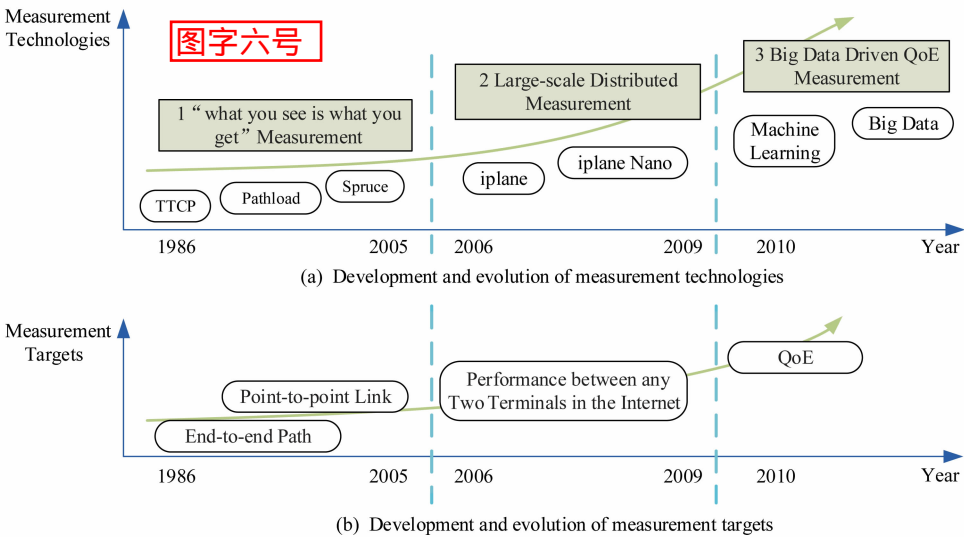 Measurement
Technologies
图字六号
1 “ what you see is what you
get” Measurement
2 Large-scale Distributed
Measurement
3 Big Data Driven QoE
Measurement
TTCP
Pathload
Spruce
iplane
iplane Nano
Machine
Learning
Big Data
1986
2005
2006
2009
2010
Year
(a) Development and evolution of measurement technologies
Measurement
Targets
Point-to-point Link
End-to-end Path
Performance between any
Two Terminals in the Internet
QoE
1986
2005
2006
2009
2010
Year
(b) Development and evolution of measurement targets